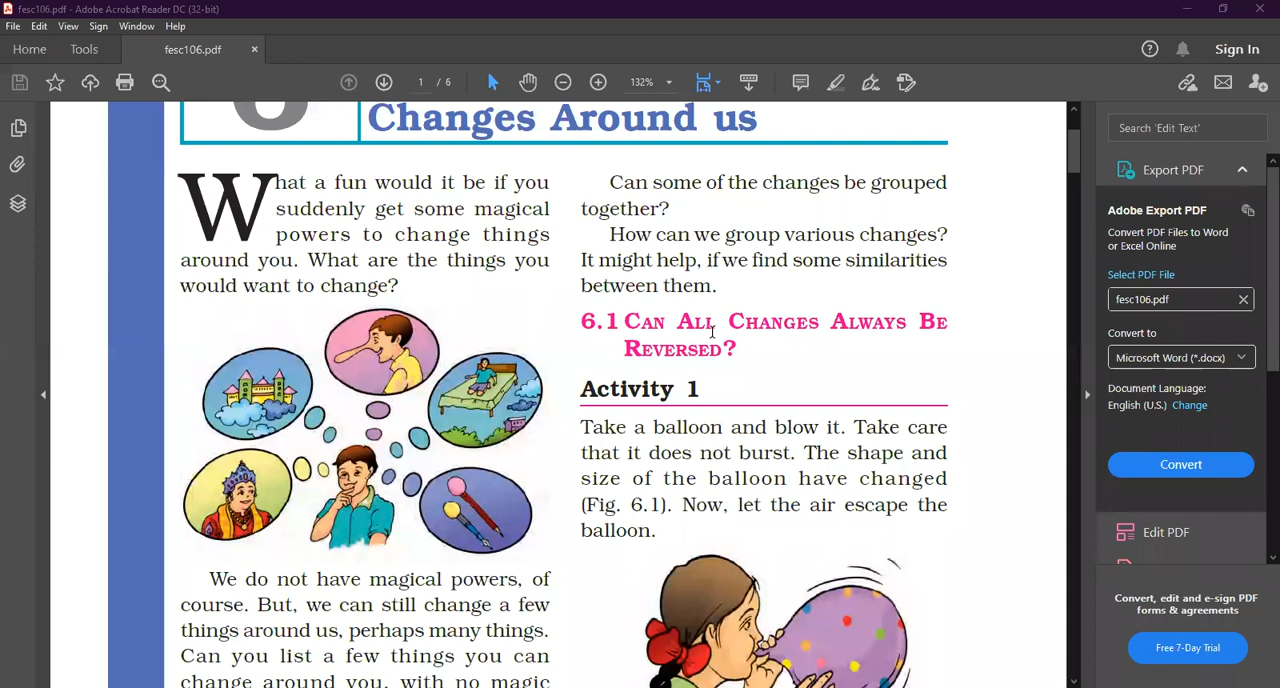 fesc106.pdf - Adobe Acrobat Reader DC (32-bit)
File Edit View Sign Window Help
Home Tools fesc106.pdf × Sign In
1 / 6 132%
Changes Around us
What a fun would it be if you
suddenly get some magical
powers to change things
around you. What are the things you
would want to change?
We do not have magical powers, of
course. But, we can still change a few
things around us, perhaps many things.
Can you list a few things you can
change around you, with no magic
Can some of the changes be grouped
together?
How can we group various changes?
It might help, if we find some similarities
between them.
6.1 CAN ALL CHANGES ALWAYS BE
REVERSED?
Activity 1
Take a balloon and blow it. Take care
that it does not burst. The shape and
size of the balloon have changed
(Fig. 6.1). Now, let the air escape the
balloon.
Search 'Edit Text'
Export PDF
Adobe Export PDF
Convert PDF Files to Word
or Excel Online
Select PDF File
fesc106.pdf
Convert to
Microsoft Word (*.docx)
Document Language:
English (U.S.) Change
Convert
Edit PDF
Convert, edit and e-sign PDF
forms & agreements
Free 7-Day Trial